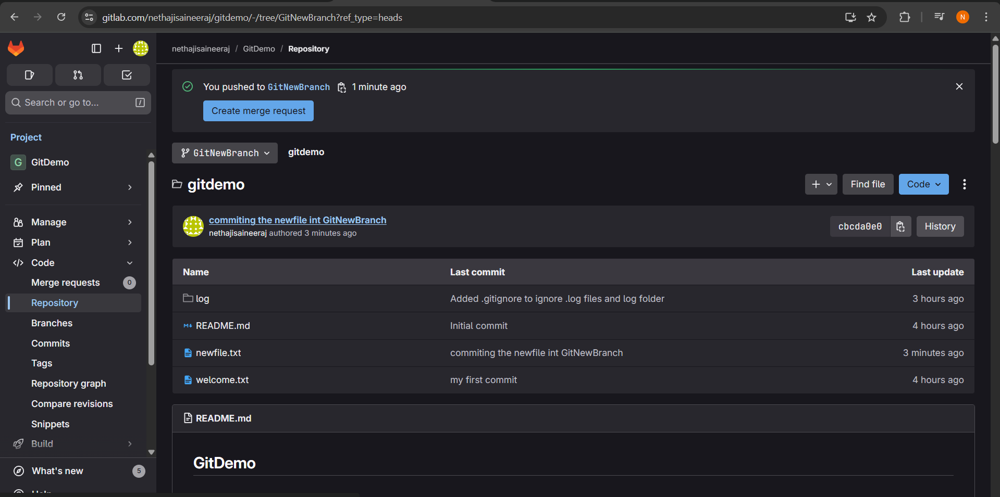 gitlab.com/nethajisaineeraj/gitdemo/-/tree/GitNewBranch?ref_type=heads
N
nethajisaineeraj / GitDemo / Repository
You pushed to GitNewBranch 1 minute ago
Create merge request
Search or go to... /
Project
G GitDemo
Pinned
Manage
Plan
Code
Merge requests 0
Repository
Branches
Commits
Tags
Repository graph
Compare revisions
Snippets
Build
What's new 5
Help
GitNewBranch gitdemo
gitdemo
Find file Code
commiting the newfile int GitNewBranch
nethajisaineeraj authored 3 minutes ago
cbcda0e0 History
Name Last commit Last update
log Added .gitignore to ignore .log files and log folder 3 hours ago
README.md Initial commit 4 hours ago
newfile.txt commiting the newfile int GitNewBranch 3 minutes ago
welcome.txt my first commit 4 hours ago
README.md
GitDemo